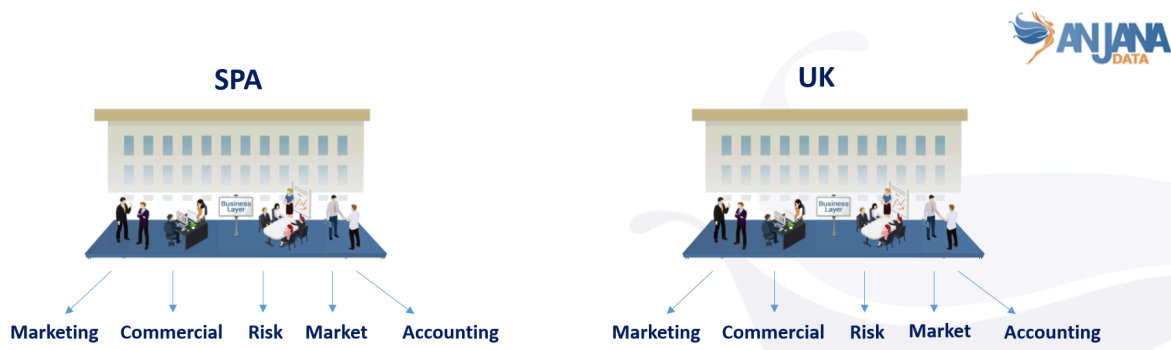 ANJANA
DATA
SPA
UK
Business
Layer
Business
Layer
Marketing Commercial Risk Market Accounting
Marketing Commercial Risk Market Accounting